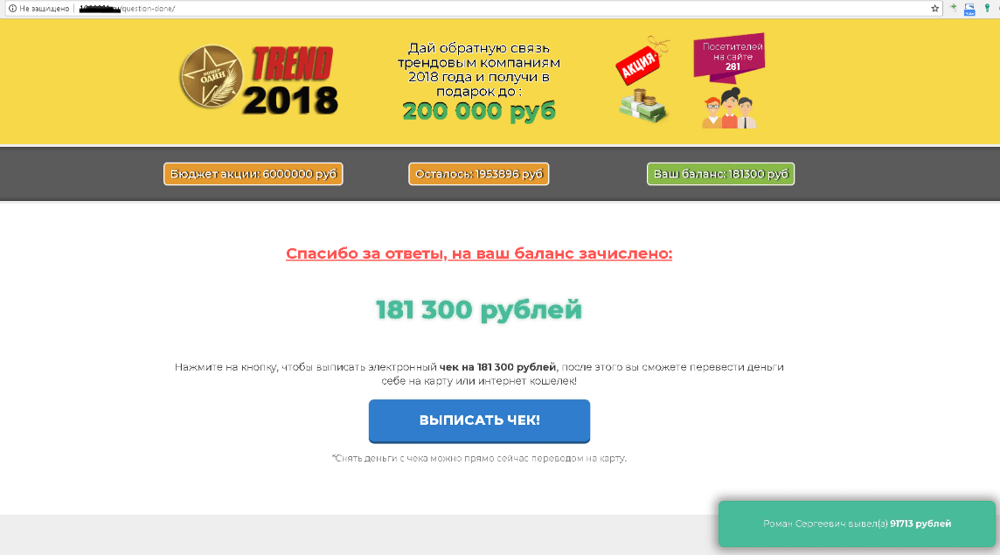 Не защищено
/question-done/
НОМЕР
ОДИН
TREND
2018
Дай обратную связь
трендовым компаниям
2018 года и получи в
подарок до :
200 000 руб
АКЦИЯ
Посетителей
на сайте
281
Бюджет акции: 6000000 руб
Осталось: 1953896 руб
Ваш баланс: 181300 руб
Спасибо за ответы, на ваш баланс зачислено:
181 300 рублей
Нажмите на кнопку, чтобы выписать электронный чек на 181 300 рублей, после этого вы сможете перевести деньги
себе на карту или интернет кошелек!
ВЫПИСАТЬ ЧЕК!
*Снять деньги с чека можно прямо сейчас переводом на карту.
Роман Сергеевич вывел(а) 91713 рублей